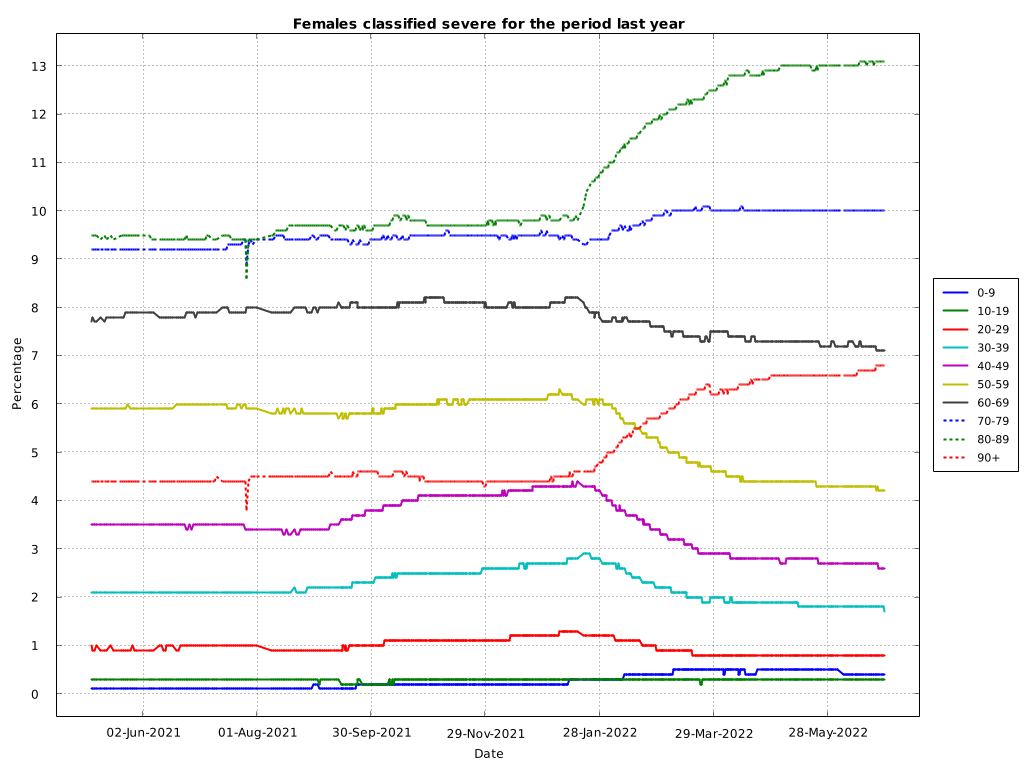 Females classified severe for the period last year
13
12
11
10
9
8
7
6
5
4
3
2
1
0
Percentage
02-Jun-2021
01-Aug-2021
30-Sep-2021
29-Nov-2021
28-Jan-2022
29-Mar-2022
28-May-2022
Date
0-9
10-19
20-29
30-39
40-49
50-59
60-69
70-79
80-89
90+